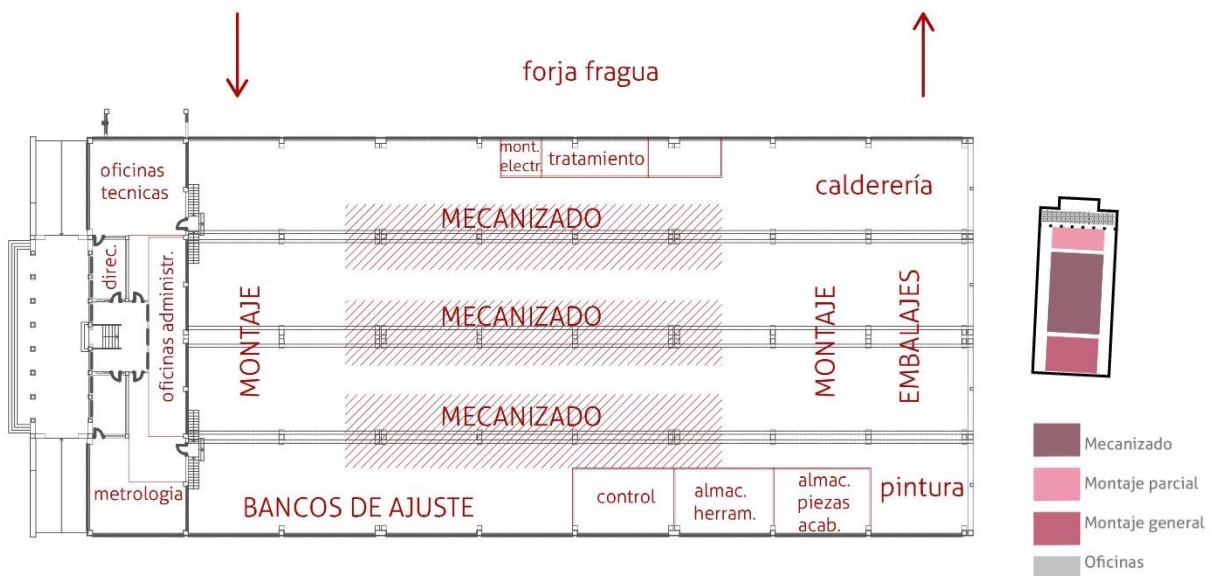 forja fragua
oficinas
tecnicas
mont.
electr.
tratamiento
calderería
MECANIZADO
direc.
oficinas administr.
MONTAJE
MECANIZADO
MONTAJE
EMBALAJES
MECANIZADO
metrologia
BANCOS DE AJUSTE
control
almac.
herram.
almac.
piezas
acab.
pintura
Mecanizado
Montaje parcial
Montaje general
Oficinas